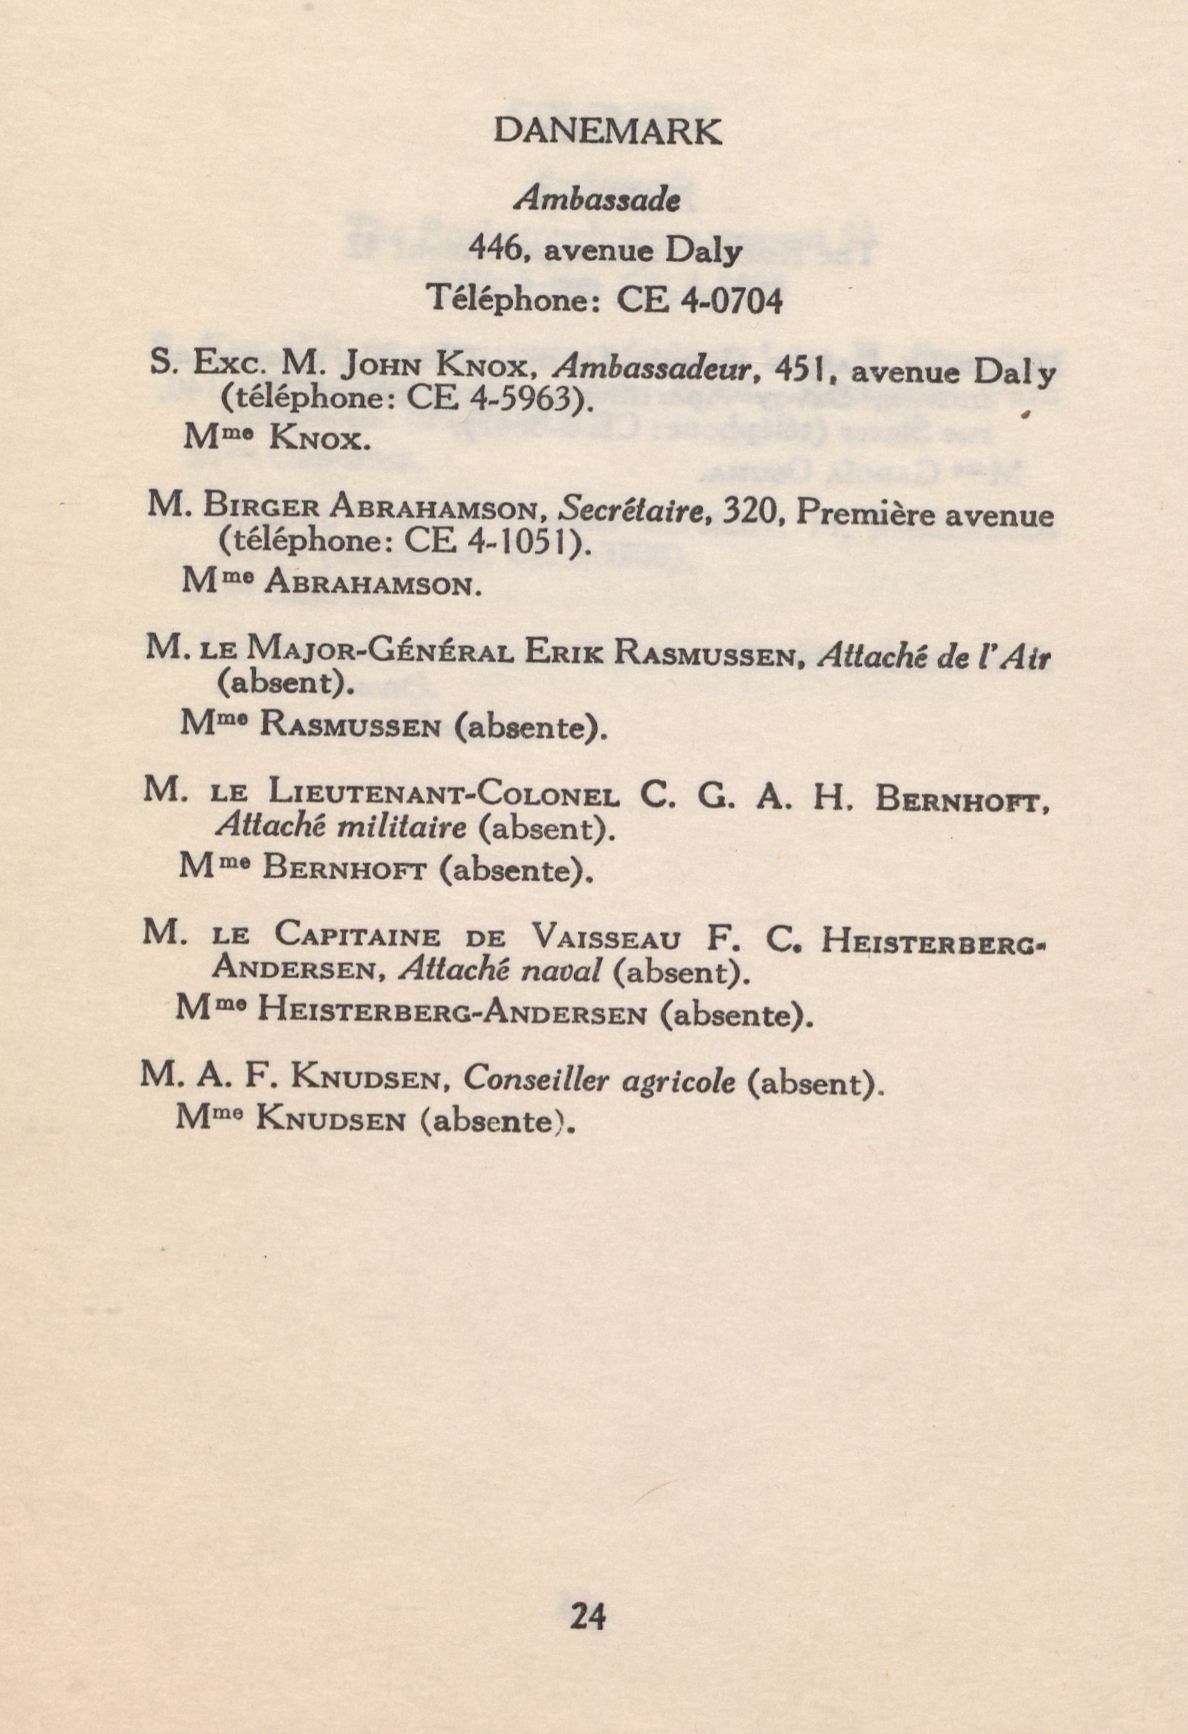 DANEMARK
Ambassade
446, avenue Daly
Téléphone: CE 4-0704
S. Exc. M. John Knox, Ambassadeur, 451, avenue Daly
(téléphone: CE 4-5963).
Mme Knox.
M. Birger Abrahamson, Secrétaire, 320, Première avenue
(téléphone: CE 4-1051).
Mme Abrahamson.
M. le Major-Général Erik Rasmussen, Attaché de l'Air
(absent).
Mme Rasmussen (absente).
M. le Lieutenant-Colonel C. G. A. H. Bernhoft,
Attaché militaire (absent).
Mme Bernhoft (absente).
M. le Capitaine de Vaisseau F. C. Heisterberg-
Andersen, Attaché naval (absent).
Mme Heisterberg-Andersen (absente).
M. A. F. Knudsen, Conseiller agricole (absent).
Mme Knudsen (absente).
24